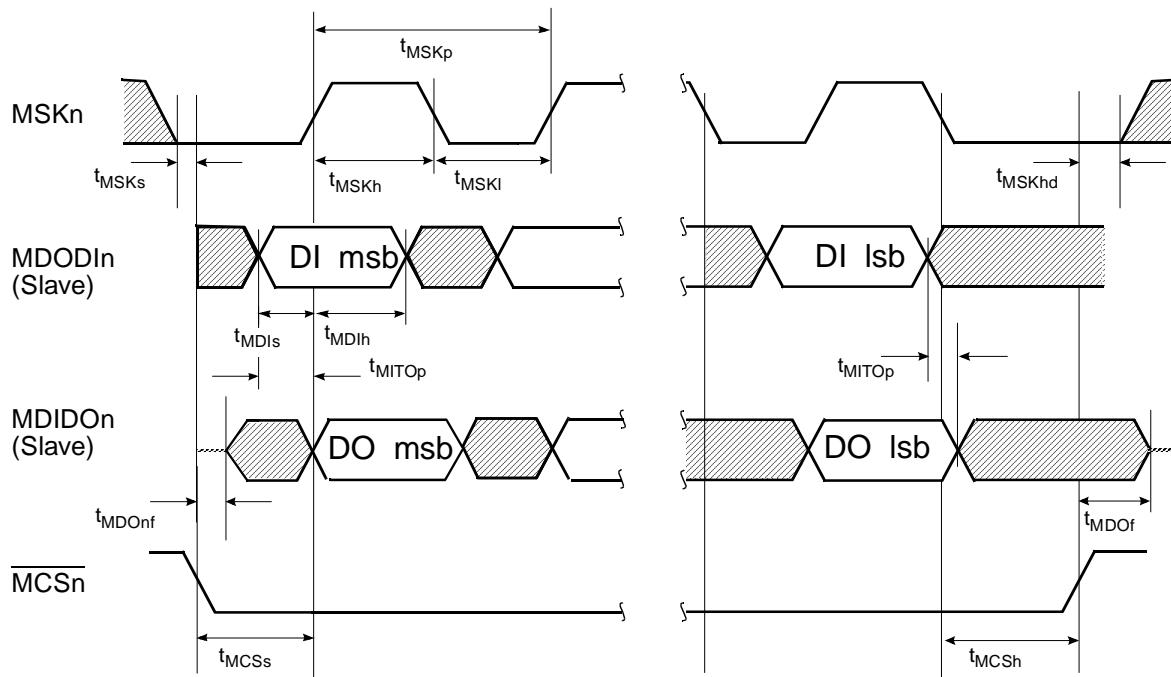 tMSKp
MSKn
tMSKs
tMSKh
tMSKl
tMSKhd
MDODIn
(Slave)
DI msb
DI lsb
tMDIs
tMDIh
tMITOp
tMITOp
MDIDOn
(Slave)
DO msb
DO lsb
tMDOnf
tMDOf
MCSn
tMCSs
tMCSh